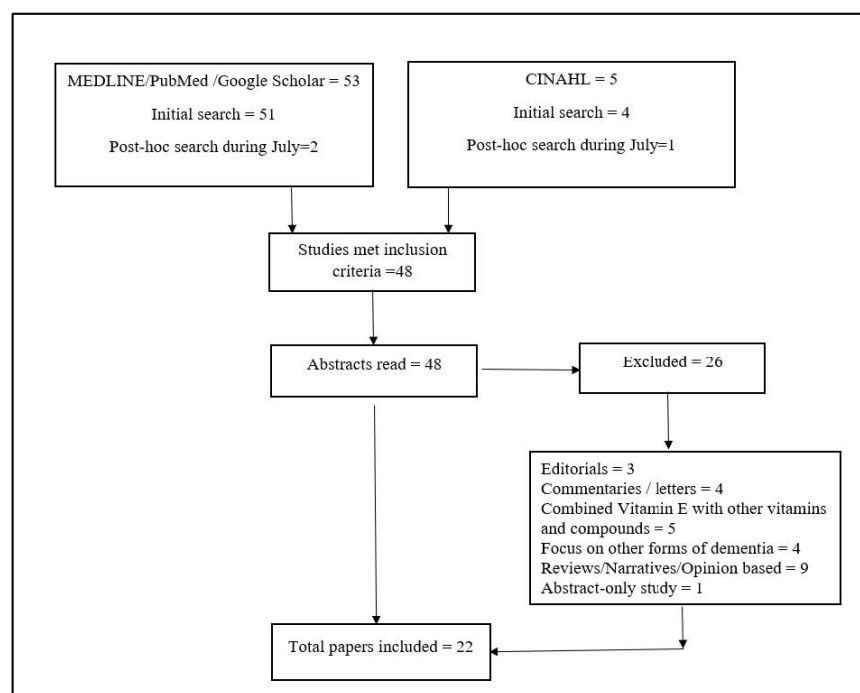 MEDLINE/PubMed /Google Scholar = 53
Initial search = 51
Post-hoc search during July=2
CINAHL = 5
Initial search = 4
Post-hoc search during July=1
Studies met inclusion
criteria =48
Abstracts read = 48
Excluded = 26
Editorials = 3
Commentaries / letters = 4
Combined Vitamin E with other vitamins
and compounds = 5
Focus on other forms of dementia = 4
Reviews/Narratives/Opinion based = 9
Abstract-only study = 1
Total papers included = 22